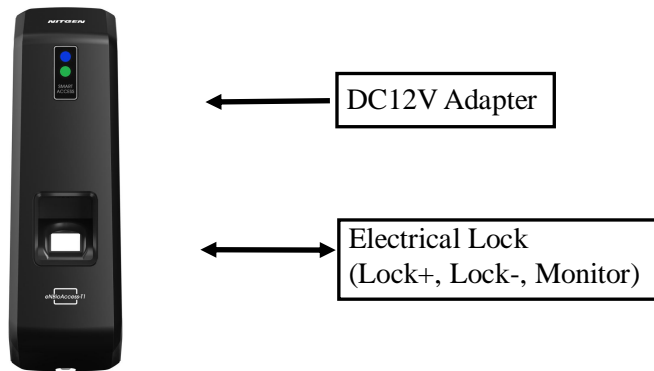 NITGEN
SMART
ACCESS
DC12V Adapter
Electrical Lock
(Lock+, Lock-, Monitor)
eNBioAccess-T1